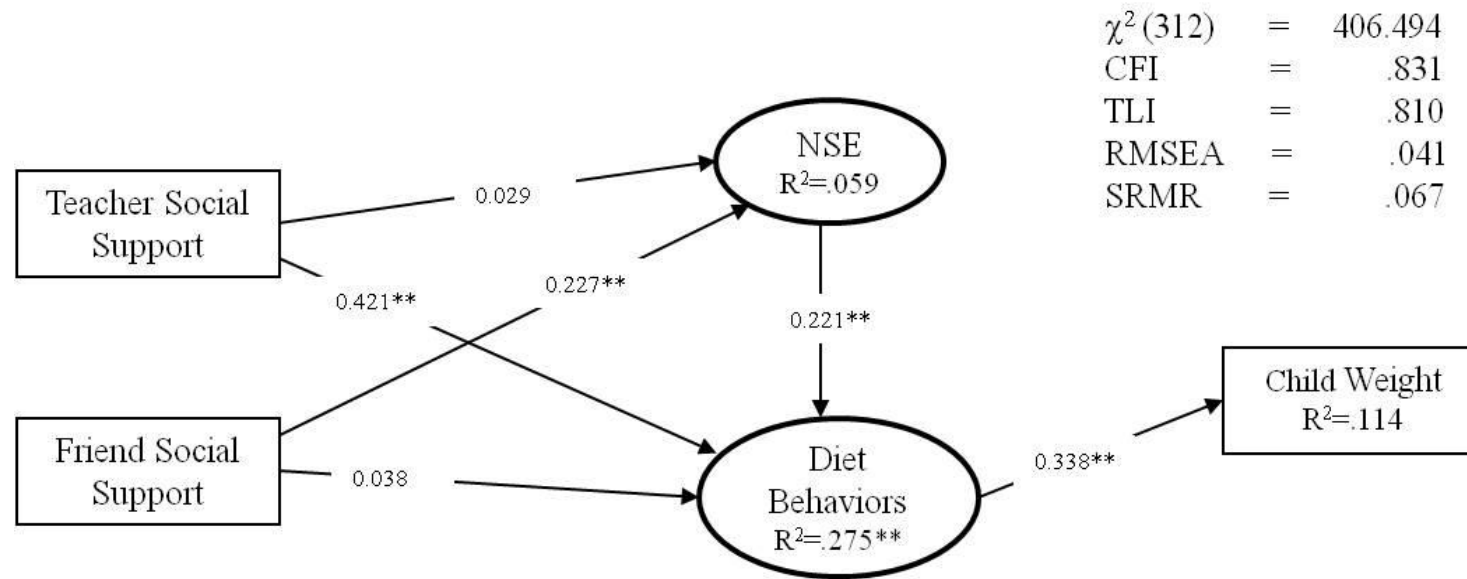 χ² (312) = 406.494
CFI = .831
TLI = .810
RMSEA = .041
SRMR = .067
NSE
R²=.059
Teacher Social
Support
0.029
0.421**
0.227**
0.221**
Friend Social
Support
0.038
Diet
Behaviors
R²=.275**
0.338**
Child Weight
R²=.114